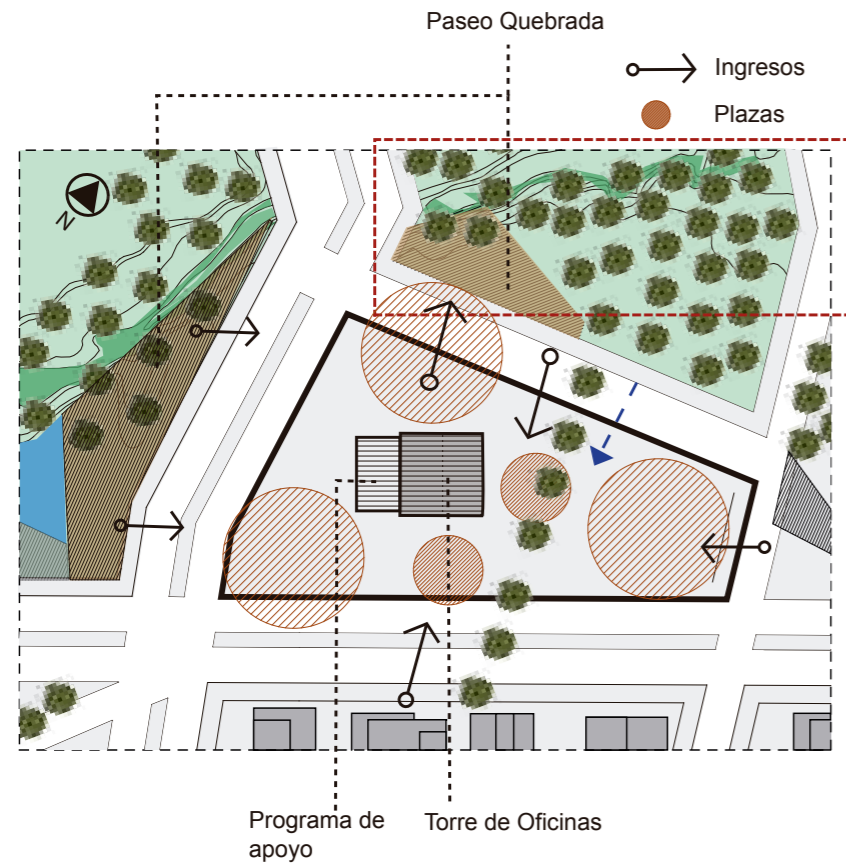 Paseo Quebrada
Ingresos
Plazas
N
Programa de
apoyo
Torre de Oficinas